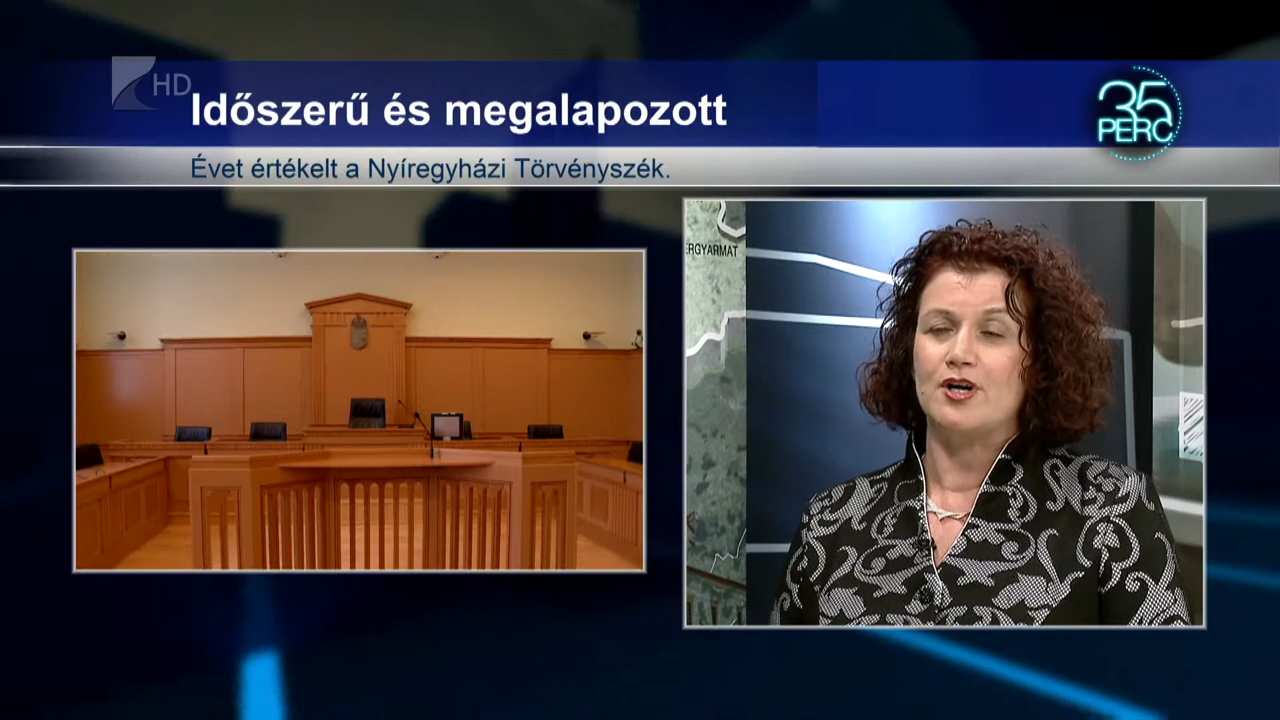 HD
Időszerű és megalapozott
35
PERC
Évet értékelt a Nyíregyházi Törvényszék.
ERGYARMAT